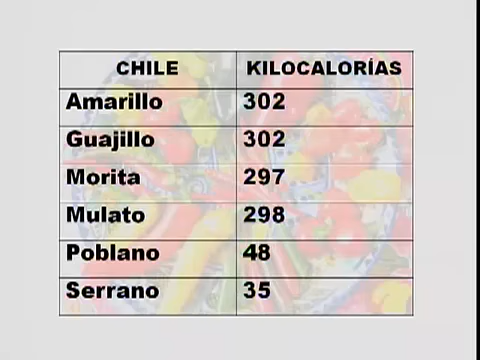 CHILE KILOCALORÍAS
Amarillo 302
Guajillo 302
Morita 297
Mulato 298
Poblano 48
Serrano 35